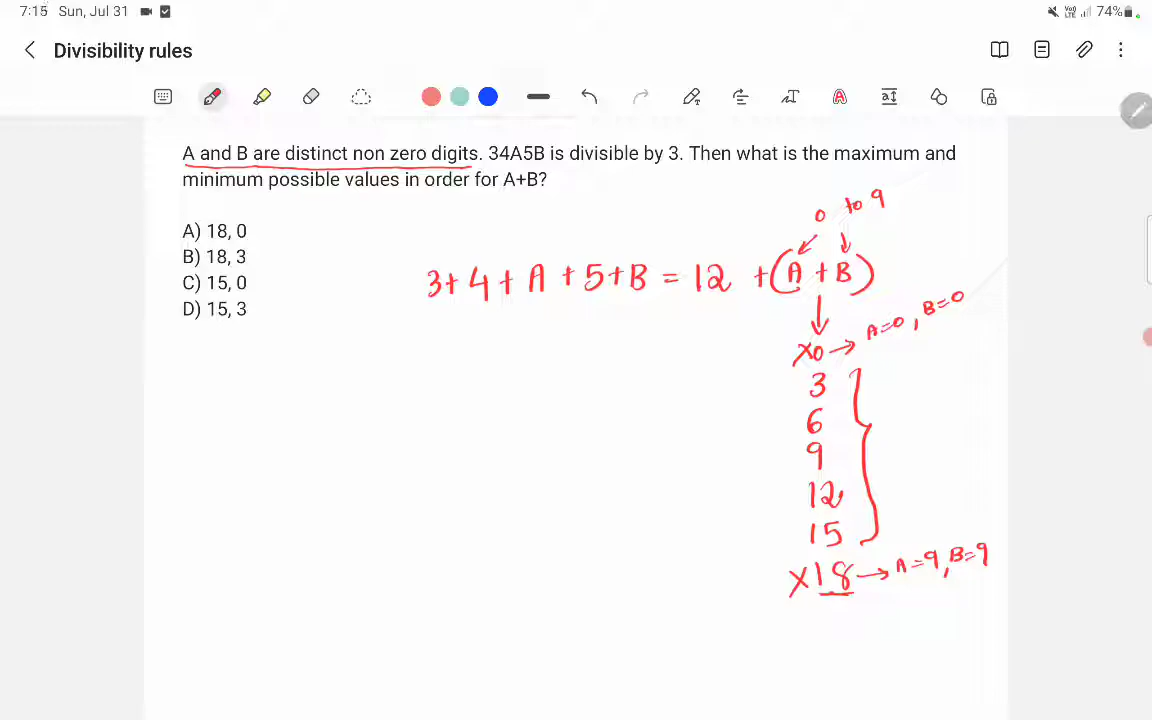 7:15 Sun, Jul 31 74%
Divisibility rules
A and B are distinct non zero digits. 34A5B is divisible by 3. Then what is the maximum and
minimum possible values in order for A+B?
A) 18, 0
B) 18, 3
C) 15, 0
D) 15, 3
0 to 9
3+4+A+5+B = 12 +(A+B)
X0 → A=0, B=0
3
6
9
12
15
X18 → A=9, B=9